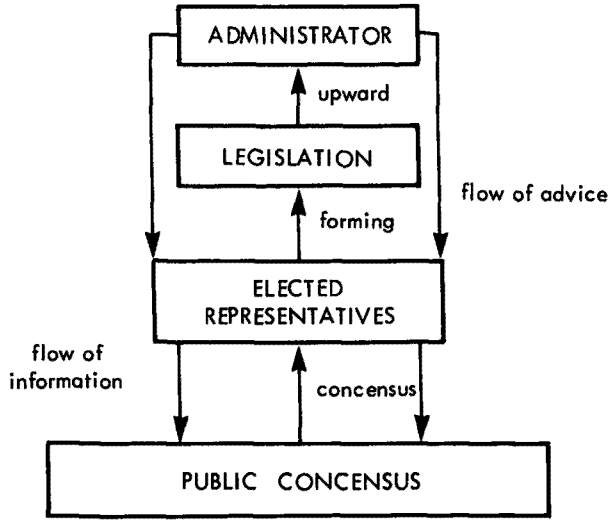 ADMINISTRATOR
upward
LEGISLATION
flow of advice
forming
ELECTED
REPRESENTATIVES
flow of
information
concensus
PUBLIC CONCENSUS